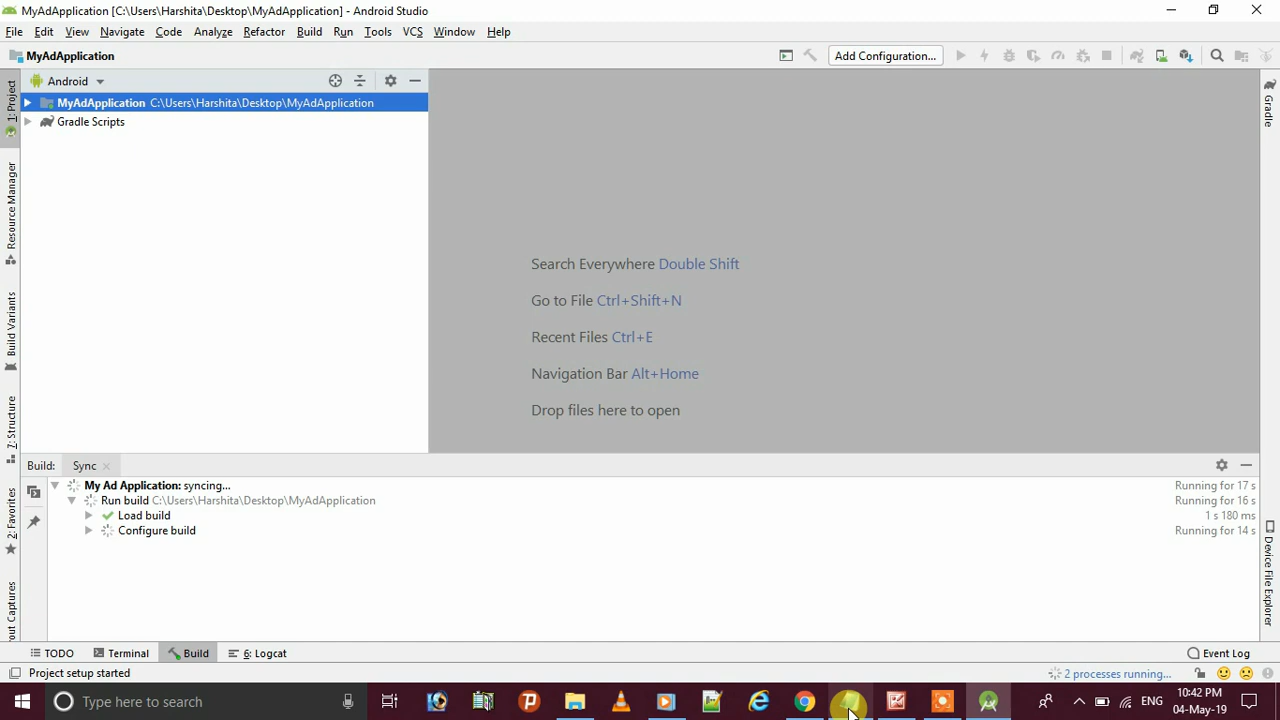 MyAdApplication [C:\Users\Harshita\Desktop\MyAdApplication] - Android Studio
File Edit View Navigate Code Analyze Refactor Build Run Tools VCS Window Help
MyAdApplication
Add Configuration...
1: Project
Android
Gradle
MyAdApplication C:\Users\Harshita\Desktop\MyAdApplication
Gradle Scripts
Resource Manager
Search Everywhere Double Shift
Go to File Ctrl+Shift+N
Recent Files Ctrl+E
Navigation Bar Alt+Home
Drop files here to open
Build Variants
7: Structure
Build: Sync
My Ad Application: syncing... Running for 17 s
Run build C:\Users\Harshita\Desktop\MyAdApplication Running for 16 s
Load build 1 s 180 ms
Configure build Running for 14 s
2: Favorites
Device File Explorer
out Captures
TODO Terminal Build 6: Logcat Event Log
Project setup started 2 processes running...
Type here to search
ENG
10:42 PM
04-May-19